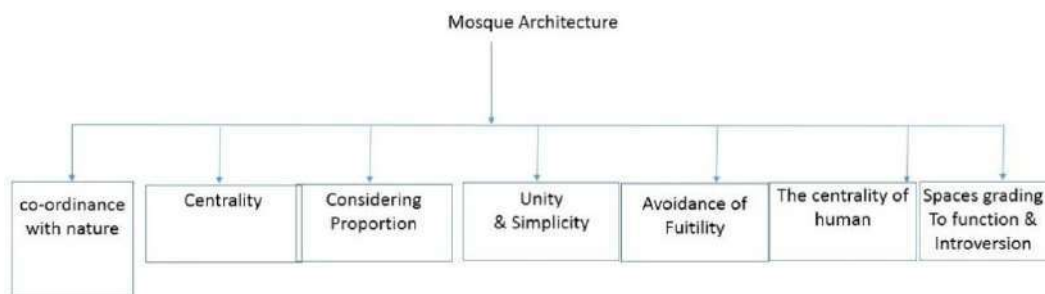 Mosque Architecture
co-ordinance
with nature
Centrality
Considering
Proportion
Unity
& Simplicity
Avoidance of
Fuitility
The centrality of
human
Spaces grading
To function &
Introversion